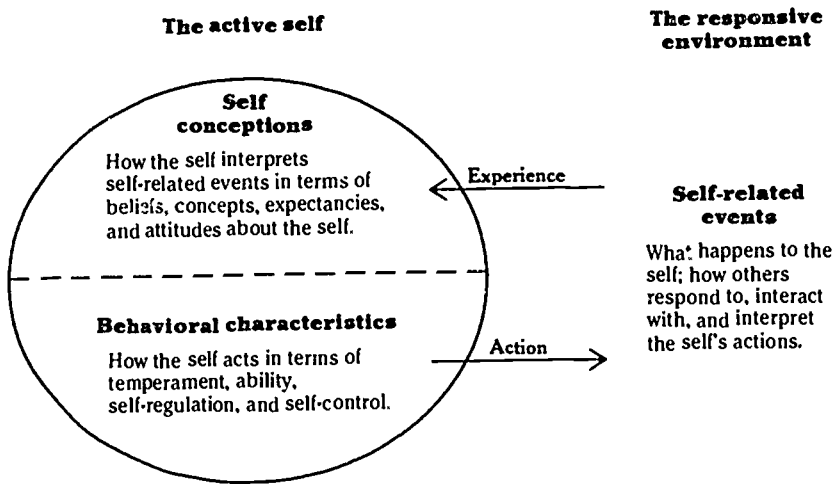 The active self
The responsive
environment
Self
conceptions
How the self interprets
self-related events in terms of
beliefs, concepts, expectancies,
and attitudes about the self.
Experience
Self-related
events
What happens to the
self; how others
respond to, interact
with, and interpret
the self's actions.
Behavioral characteristics
How the self acts in terms of
temperament, ability,
self-regulation, and self-control.
Action